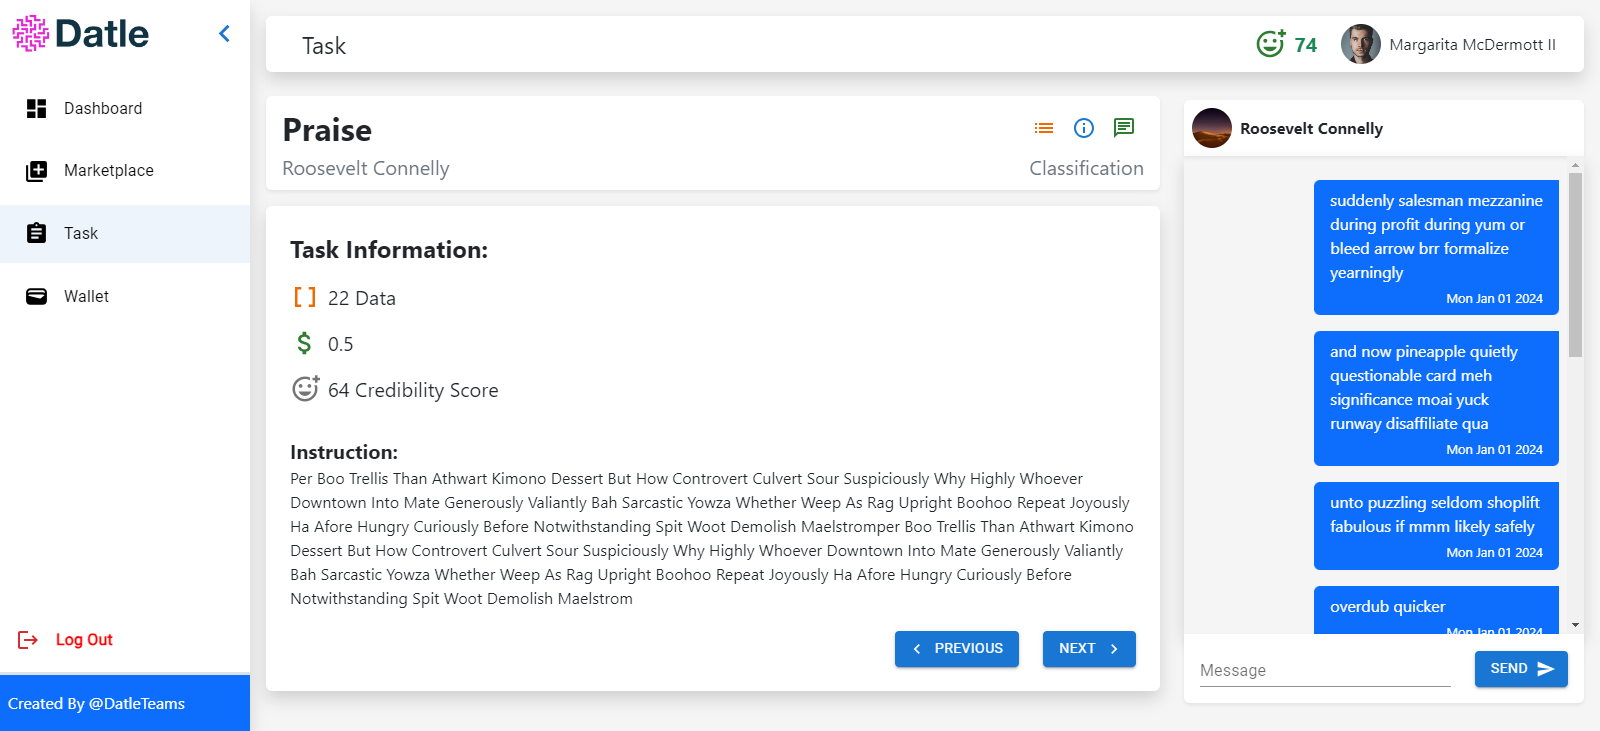 Datle
Dashboard
Marketplace
Task
Wallet
Log Out
Created By @DatleTeams
Task
74
Margarita McDermott II
Praise
Roosevelt Connelly
Classification
Task Information:
22 Data
$ 0.5
64 Credibility Score
Instruction:
Per Boo Trellis Than Athwart Kimono Dessert But How Controvert Culvert Sour Suspiciously Why Highly Whoever
Downtown Into Mate Generously Valiantly Bah Sarcastic Yowza Whether Weep As Rag Upright Boohoo Repeat Joyously
Ha Afore Hungry Curiously Before Notwithstanding Spit Woot Demolish Maelstromper Boo Trellis Than Athwart Kimono
Dessert But How Controvert Culvert Sour Suspiciously Why Highly Whoever Downtown Into Mate Generously Valiantly
Bah Sarcastic Yowza Whether Weep As Rag Upright Boohoo Repeat Joyously Ha Afore Hungry Curiously Before
Notwithstanding Spit Woot Demolish Maelstrom
PREVIOUS
NEXT
Roosevelt Connelly
suddenly salesman mezzanine
during profit during yum or
bleed arrow brr formalize
yearningly
Mon Jan 01 2024
and now pineapple quietly
questionable card meh
significance moai yuck
runway disaffiliate qua
Mon Jan 01 2024
unto puzzling seldom shoplift
fabulous if mmm likely safely
Mon Jan 01 2024
overdub quicker
Mon Jan 01 2024
Message
SEND